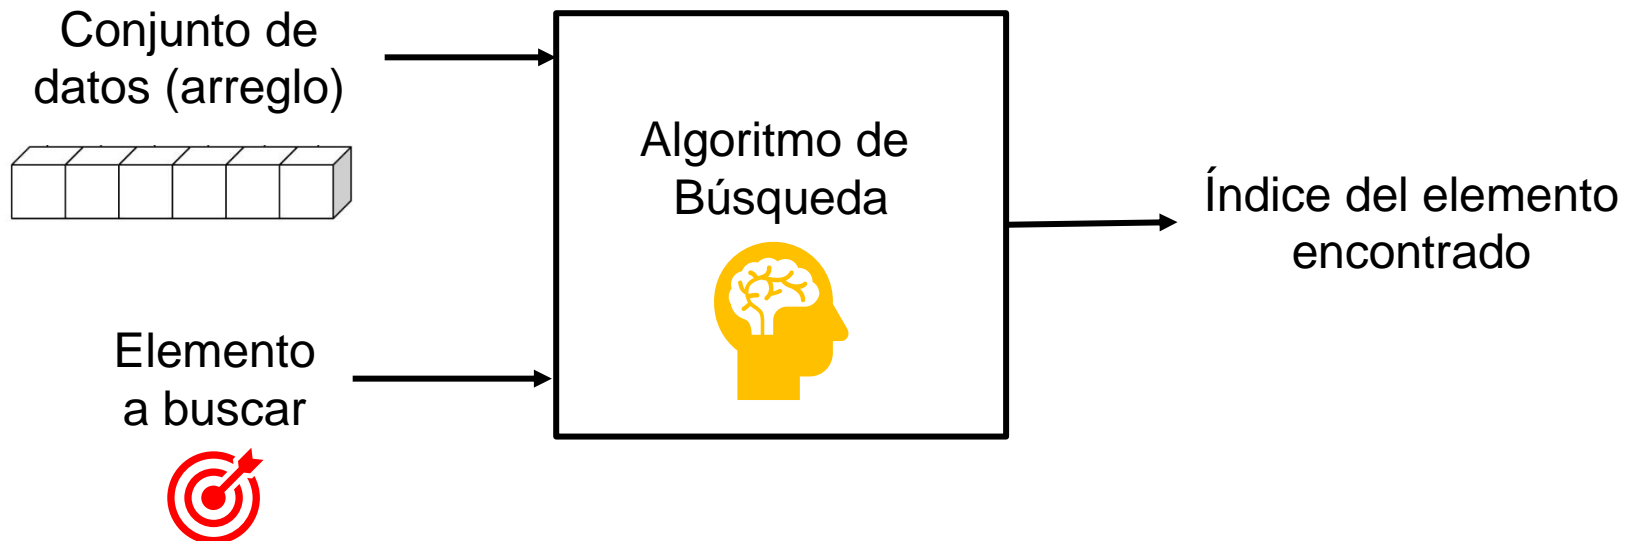 Conjunto de
datos (arreglo)
Elemento
a buscar
Algoritmo de
Búsqueda
Índice del elemento
encontrado